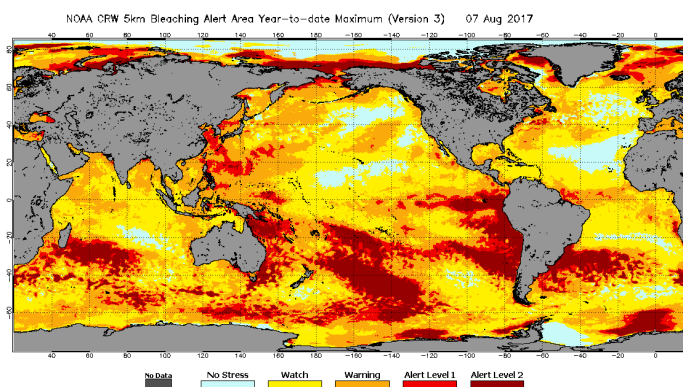 NOAA CRW 5km Bleaching Alert Area Year-to-date Maximum (Version 3) 07 Aug 2017
40 60 80 100 120 140 160 180 -160 -140 -120 -100 -80 -60 -40 -20 0
80
60
40
20
0
-20
-40
-60
40 60 80 100 120 140 160 180 -160 -140 -120 -100 -80 -60 -40 -20 0
No Data No Stress Watch Warning Alert Level 1 Alert Level 2